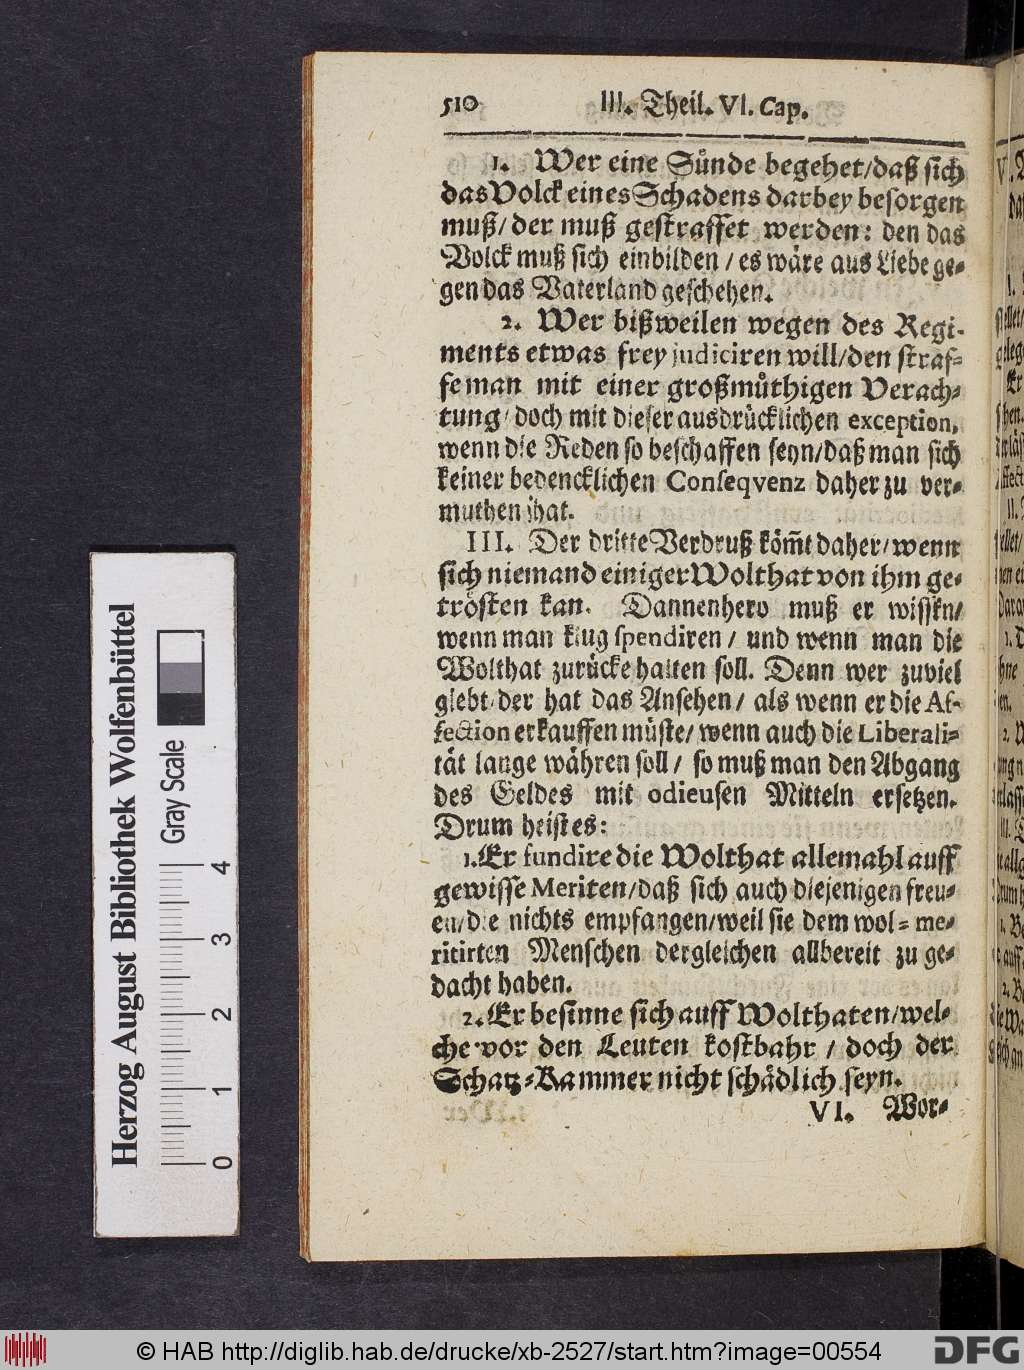 510 III. Theil. VI. Cap.
1. Wer eine Sůnde begehet/daß sich
das Volck eines Schadens darbey besorgen
muß/ der muß gestraffet werden: den das
Volck muß sich einbilden / es wäre aus Liebe ge-
gen das Vaterland geschehen.
2. Wer bißweilen wegen des Regi-
ments etwas frey judiciren will/den straf-
fe man mit einer großmůthigen Verach-
tung/ doch mit dieser ausdrücklichen exception,
wenn die Reden so beschaffen seyn/daß man sich
keiner bedencklichen Conseqvenz daher zu ver-
muthen hat.
III. Der dritte Verdruß köm̃t daher/wenn
sich niemand einiger Wolthat von ihm ge-
trösten kan. Dannenhero muß er wissen/
wenn man klug spendiren / und wenn man die
Wolthat zurücke halten soll. Denn wer zuviel
giebt/ der hat das Ansehen/ als wenn er die Af-
fection erkauffen müste/ wenn auch die Liberali-
tät lange währen soll / so muß man den Abgang
des Geldes mit odieusen Mitteln ersetzen.
Drum heist es:
1. Er fundire die Wolthat allemahl auff
gewisse Meriten/daß sich auch diejenigen freu-
en/die nichts empfangen/weil sie dem wol-me-
ritirten Menschen dergleichen allbereit zu ge-
dacht haben.
2. Er besinne sich auff Wolthaten/wel-
che vor den Leuten kostbahr / doch der
Schatz-Kammer nicht schådlich seyn.
VI. Wor-
Herzog August Bibliothek Wolfenbüttel
Gray Scale
0 1 2 3 4
© HAB http://diglib.hab.de/drucke/xb-2527/start.htm?image=00554
DFG